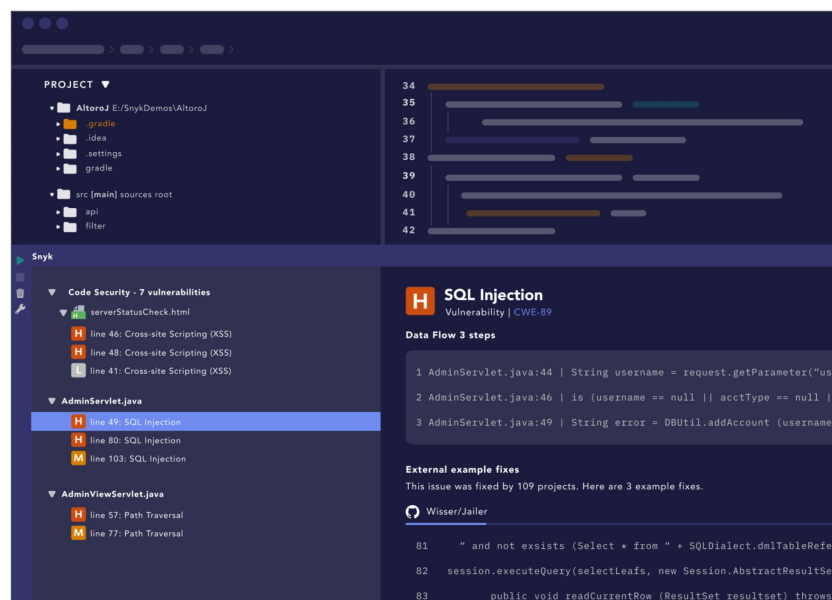 PROJECT
AltoroJ E:/SnykDemos\AltoroJ
.gradle
.idea
.settings
gradle
src [main] sources root
api
filter
34
35
36
37
38
39
40
41
42
Snyk
Code Security - 7 vulnerabilities
serverStatusCheck.html
H line 46: Cross-site Scripting (XSS)
H line 48: Cross-site Scripting (XSS)
L line 41: Cross-site Scripting (XSS)
AdminServlet.java
H line 49: SQL Injection
H line 80: SQL Injection
M line 103: SQL Injection
AdminViewServlet.java
H line 57: Path Traversal
M line 77: Path Traversal
H SQL Injection
Vulnerability | CWE-89
Data Flow 3 steps
1 AdminServlet.java:44 | String username = request.getParameter("us
2 AdminServlet.java:46 | is (username == null || acctType == null |
3 AdminServlet.java:49 | String error = DBUtil.addAccount (username
External example fixes
This issue was fixed by 109 projects. Here are 3 example fixes.
Wisser/Jailer
81 " and not exsists (Select * from " + SQLDialect.dmlTableRefe
82 session.executeQuery(selectLeafs, new Session.AbstractResultSe
83 public void readCurrentRow (ResultSet resultset) throws